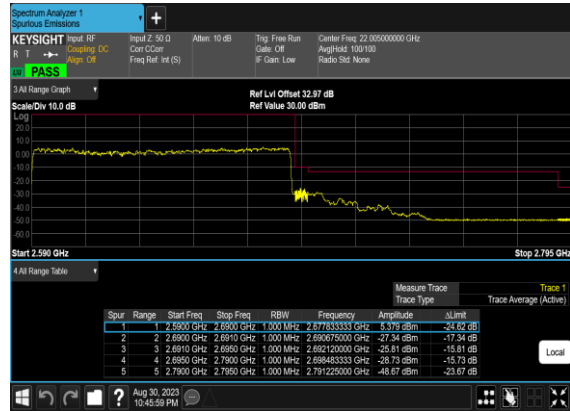 Spectrum Analyzer 1
Spurious Emissions
+
KEYSIGHT Input: RF Input Z: 50 Ω Atten: 10 dB Trig: Free Run Center Freq: 22.005000000 GHz
R T Coupling: DC Corr CCorr Gate: Off Avg|Hold: 100/100
Align: Off Freq Ref: Int (S) IF Gain: Low Radio Std: None
PASS
3 All Range Graph
Ref Lvl Offset 32.97 dB
Scale/Div 10.0 dB Ref Value 30.00 dBm
Log
20.0
10.0
0.00
-10.0
-20.0
-30.0
-40.0
-50.0
-60.0
Start 2.590 GHz Stop 2.795 GHz
4 All Range Table
Measure Trace Trace 1
Trace Type Trace Average (Active)
Spur Range Start Freq Stop Freq RBW Frequency Amplitude ΔLimit
1 1 2.5900 GHz 2.6900 GHz 1.000 MHz 2.677833333 GHz 5.379 dBm -24.62 dB
2 2 2.6900 GHz 2.6910 GHz 1.000 MHz 2.690675000 GHz -27.34 dBm -17.34 dB
3 3 2.6910 GHz 2.6950 GHz 1.000 MHz 2.692120000 GHz -25.81 dBm -15.81 dB
4 4 2.6950 GHz 2.7900 GHz 1.000 MHz 2.698483333 GHz -28.73 dBm -15.73 dB
5 5 2.7900 GHz 2.7950 GHz 1.000 MHz 2.791225000 GHz -48.67 dBm -23.67 dB
Local
? Aug 30, 2023
10:45:59 PM